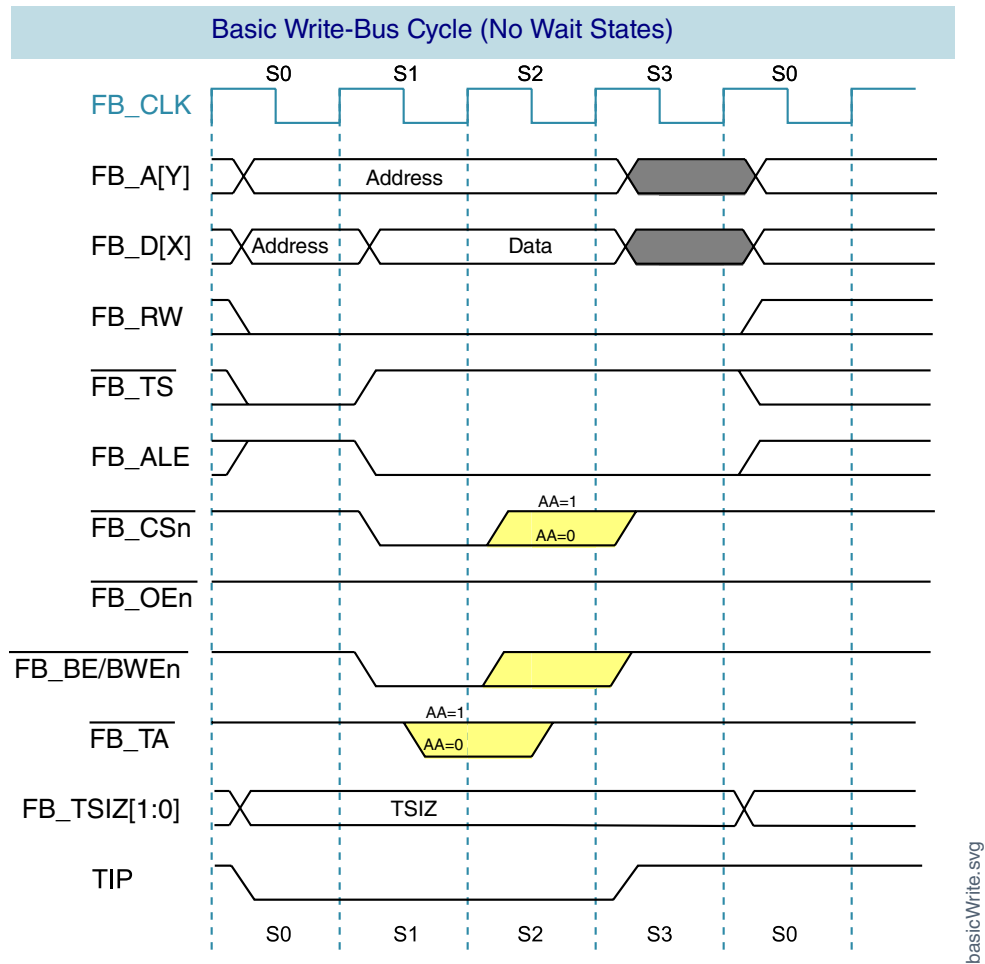 Basic Write-Bus Cycle (No Wait States)
S0 S1 S2 S3 S0
FB_CLK
FB_A[Y] Address
FB_D[X] Address Data
FB_RW
FB_TS
FB_ALE
AA=1
FB_CSn AA=0
FB_OEn
FB_BE/BWEn
AA=1
FB_TA AA=0
FB_TSIZ[1:0] TSIZ
TIP
S0 S1 S2 S3 S0
basicWrite.svg